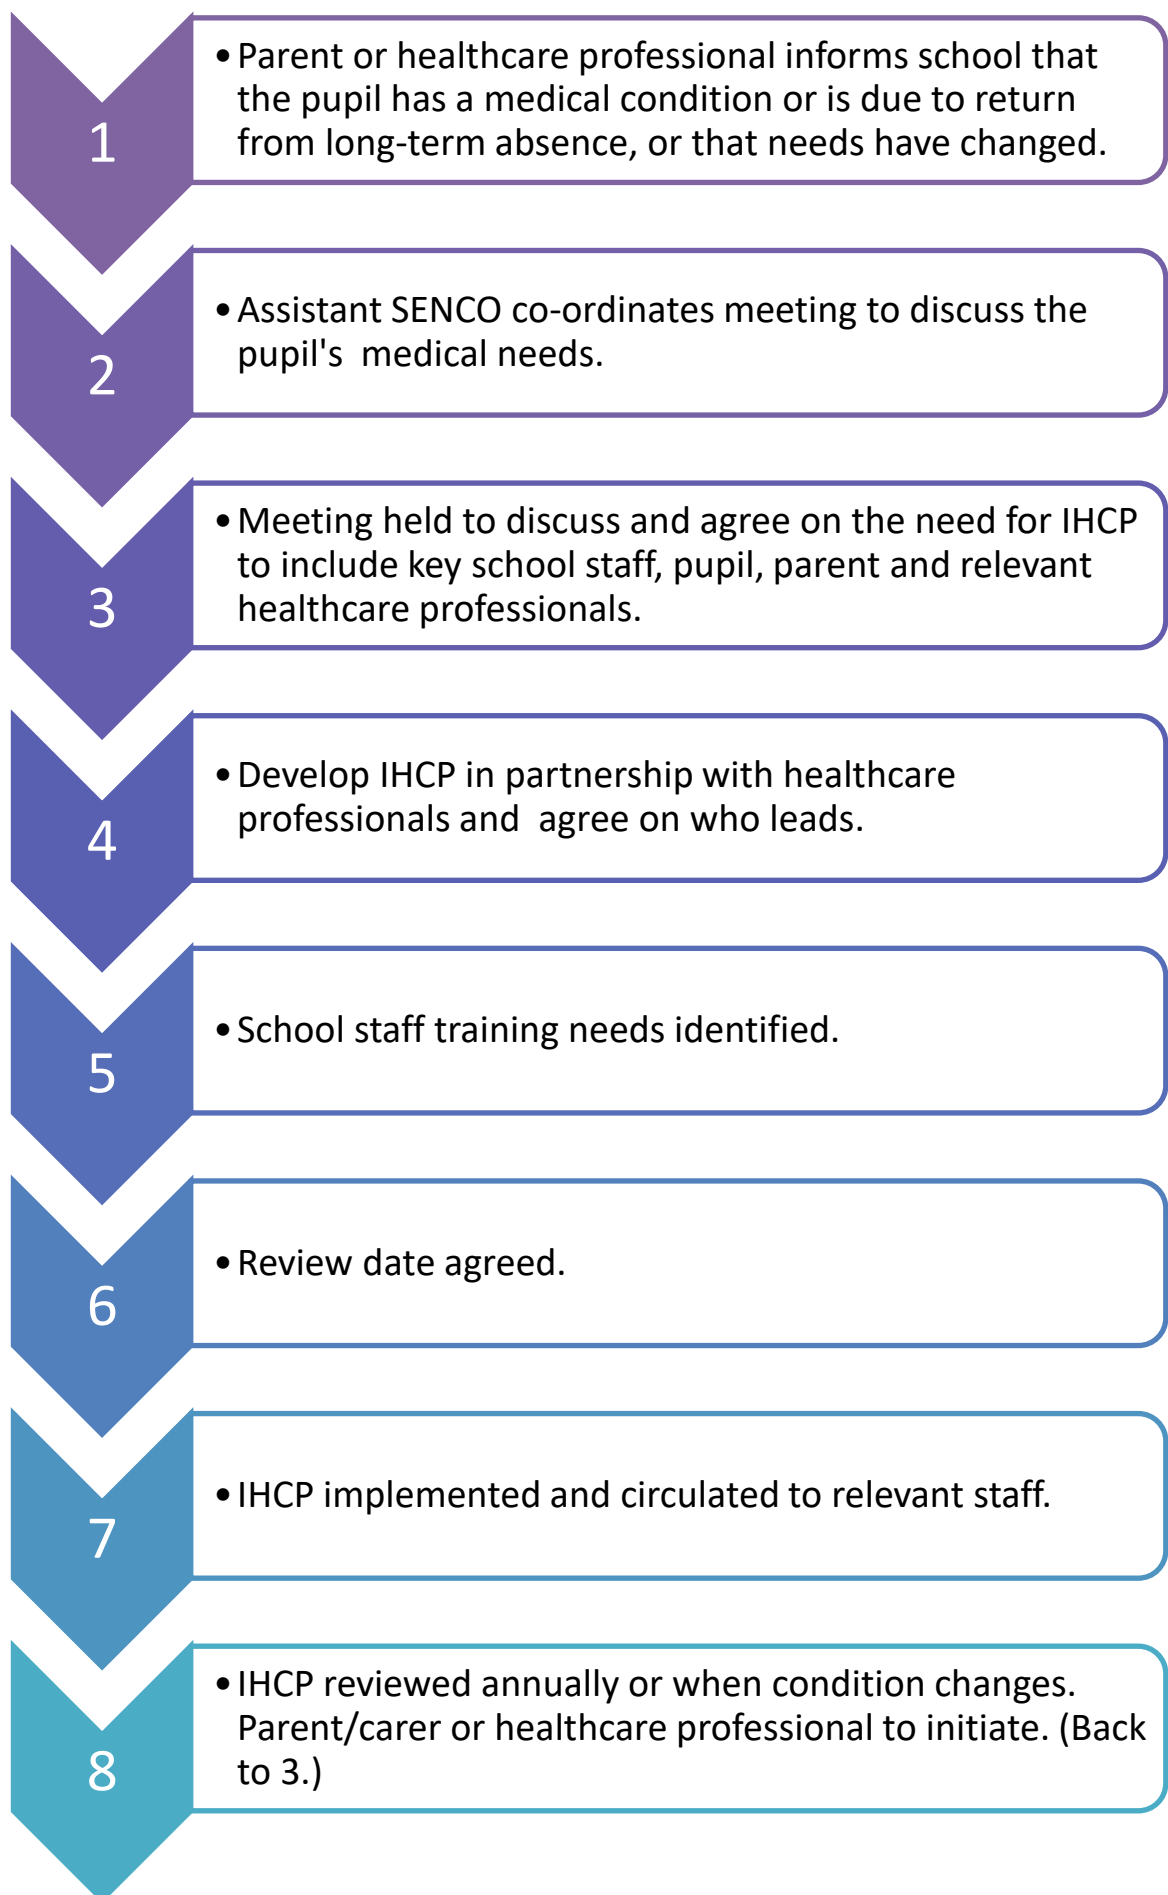 1
• Parent or healthcare professional informs school that
the pupil has a medical condition or is due to return
from long-term absence, or that needs have changed.
2
• Assistant SENCO co-ordinates meeting to discuss the
pupil's  medical needs.
3
• Meeting held to discuss and agree on the need for IHCP
to include key school staff, pupil, parent and relevant
healthcare professionals.
4
• Develop IHCP in partnership with healthcare
professionals and  agree on who leads.
5
• School staff training needs identified.
6
• Review date agreed.
7
• IHCP implemented and circulated to relevant staff.
8
• IHCP reviewed annually or when condition changes.
Parent/carer or healthcare professional to initiate. (Back
to 3.)